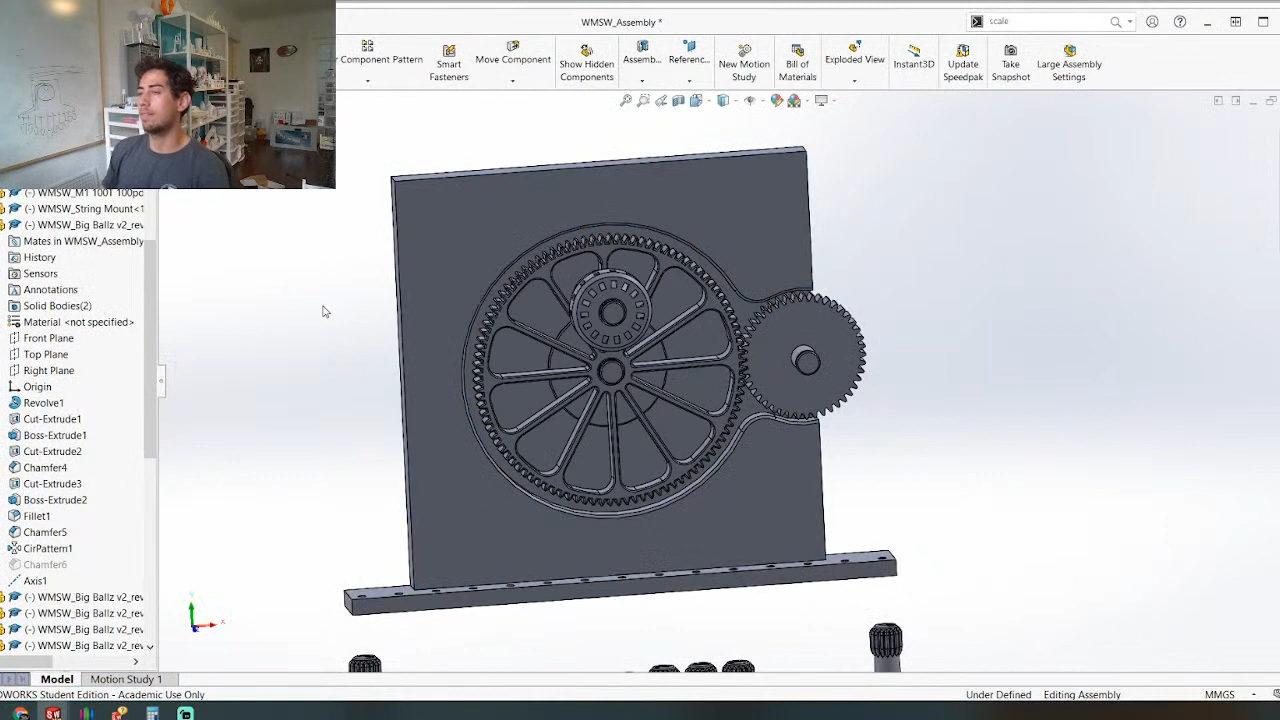 WMSW_Assembly *
scale
Component Pattern
Smart Fasteners
Move Component
Show Hidden Components
Assemb...
Referenc...
New Motion Study
Bill of Materials
Exploded View
Instant3D
Update Speedpak
Take Snapshot
Large Assembly Settings
(-) WMSW_M1 100T 100pd
(-) WMSW_String Mount<1
(-) WMSW_Big Ballz v2_rev
Mates in WMSW_Assembly
History
Sensors
Annotations
Solid Bodies(2)
Material <not specified>
Front Plane
Top Plane
Right Plane
Origin
Revolve1
Cut-Extrude1
Boss-Extrude1
Cut-Extrude2
Chamfer4
Cut-Extrude3
Boss-Extrude2
Fillet1
Chamfer5
CirPattern1
Chamfer6
Axis1
(-) WMSW_Big Ballz v2_rev
(-) WMSW_Big Ballz v2_rev
(-) WMSW_Big Ballz v2_rev
(-) WMSW_Big Ballz v2_rev
Model
Motion Study 1
DWORKS Student Edition - Academic Use Only
Under Defined
Editing Assembly
MMGS